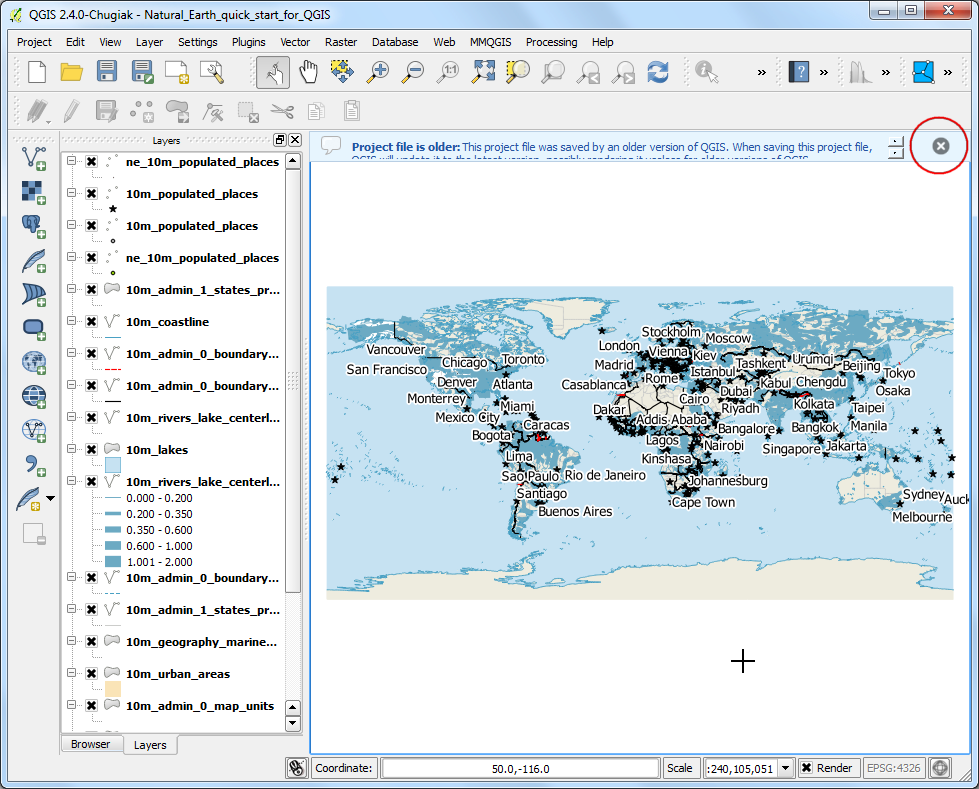 QGIS 2.4.0-Chugiak - Natural_Earth_quick_start_for_QGIS
Project Edit View Layer Settings Plugins Vector Raster Database Web MMQGIS Processing Help
1:1
» ? » » »
Layers
Project file is older: This project file was saved by an older version of QGIS. When saving this project file,
QGIS will update it to the latest version, possibly rendering it useless for older versions of QGIS.
ne_10m_populated_places
10m_populated_places
10m_populated_places
ne_10m_populated_places
10m_admin_1_states_pr...
10m_coastline
10m_admin_0_boundary...
10m_admin_0_boundary...
10m_rivers_lake_centerl...
10m_lakes
10m_rivers_lake_centerl...
0.000 - 0.200
0.200 - 0.350
0.350 - 0.600
0.600 - 1.000
1.001 - 2.000
10m_admin_0_boundary...
10m_admin_1_states_pr...
10m_geography_marine...
10m_urban_areas
10m_admin_0_map_units
Browser Layers
Stockholm
Moscow
London
Vienna
Kiev
Vancouver
Chicago
Toronto
Madrid
Istanbul
Tashkent
Urumqi
Beijing
San Francisco
Rome
Tokyo
Denver
Atlanta
Casablanca
Kabul
Chengdu
Dubai
Osaka
Monterrey
Cairo
Miami
Dakar
Riyadh
Kolkata
Taipei
Mexico City
Addis Ababa
Caracas
Bangalore
Bangkok
Manila
Bogota
Lagos
Nairobi
Singapore
Jakarta
Lima
Kinshasa
Sao Paulo
Rio de Janeiro
Johannesburg
Santiago
Cape Town
Sydney
Auck
Buenos Aires
Melbourne
Coordinate: 50.0,-116.0 Scale :240,105,051 Render EPSG:4326